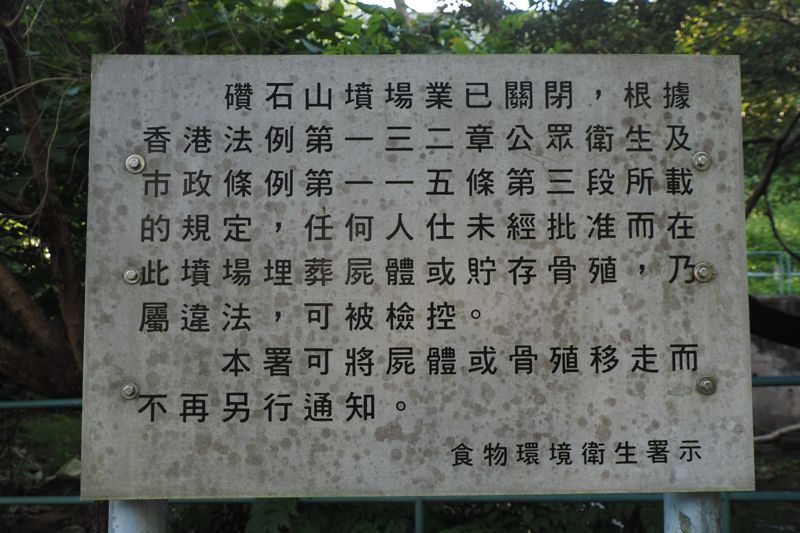 鑽石山墳場業已關閉，根據
香港法例第一三二章公眾衛生及
市政條例第一一五條第三段所載
的規定，任何人仕未經批准而在
此墳場埋葬屍體或貯存骨殖，乃
屬違法，可被檢控。
本署可將屍體或骨殖移走而
不再另行通知。
食物環境衛生署示